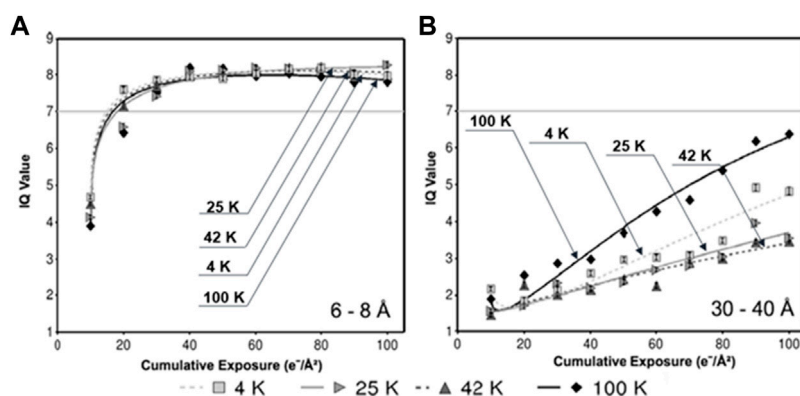 A
9
8
7
6
5
4
3
2
1
IQ Value
25 K
42 K
4 K
100 K
6 - 8 Å
0
20
40
60
80
100
Cumulative Exposure (e⁻/Å²)
B
9
8
7
6
5
4
3
2
1
IQ Value
100 K
4 K
25 K
42 K
30 - 40 Å
0
20
40
60
80
100
Cumulative Exposure (e⁻/Å²)
4 K
25 K
42 K
100 K